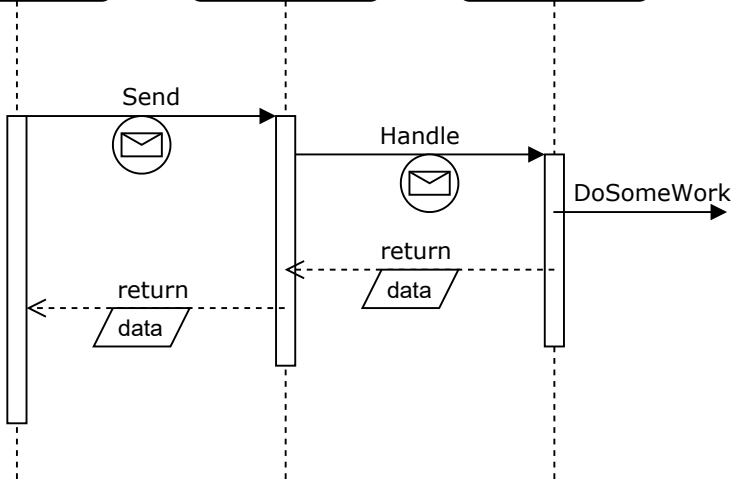 Send
Handle
DoSomeWork
return
data
return
data